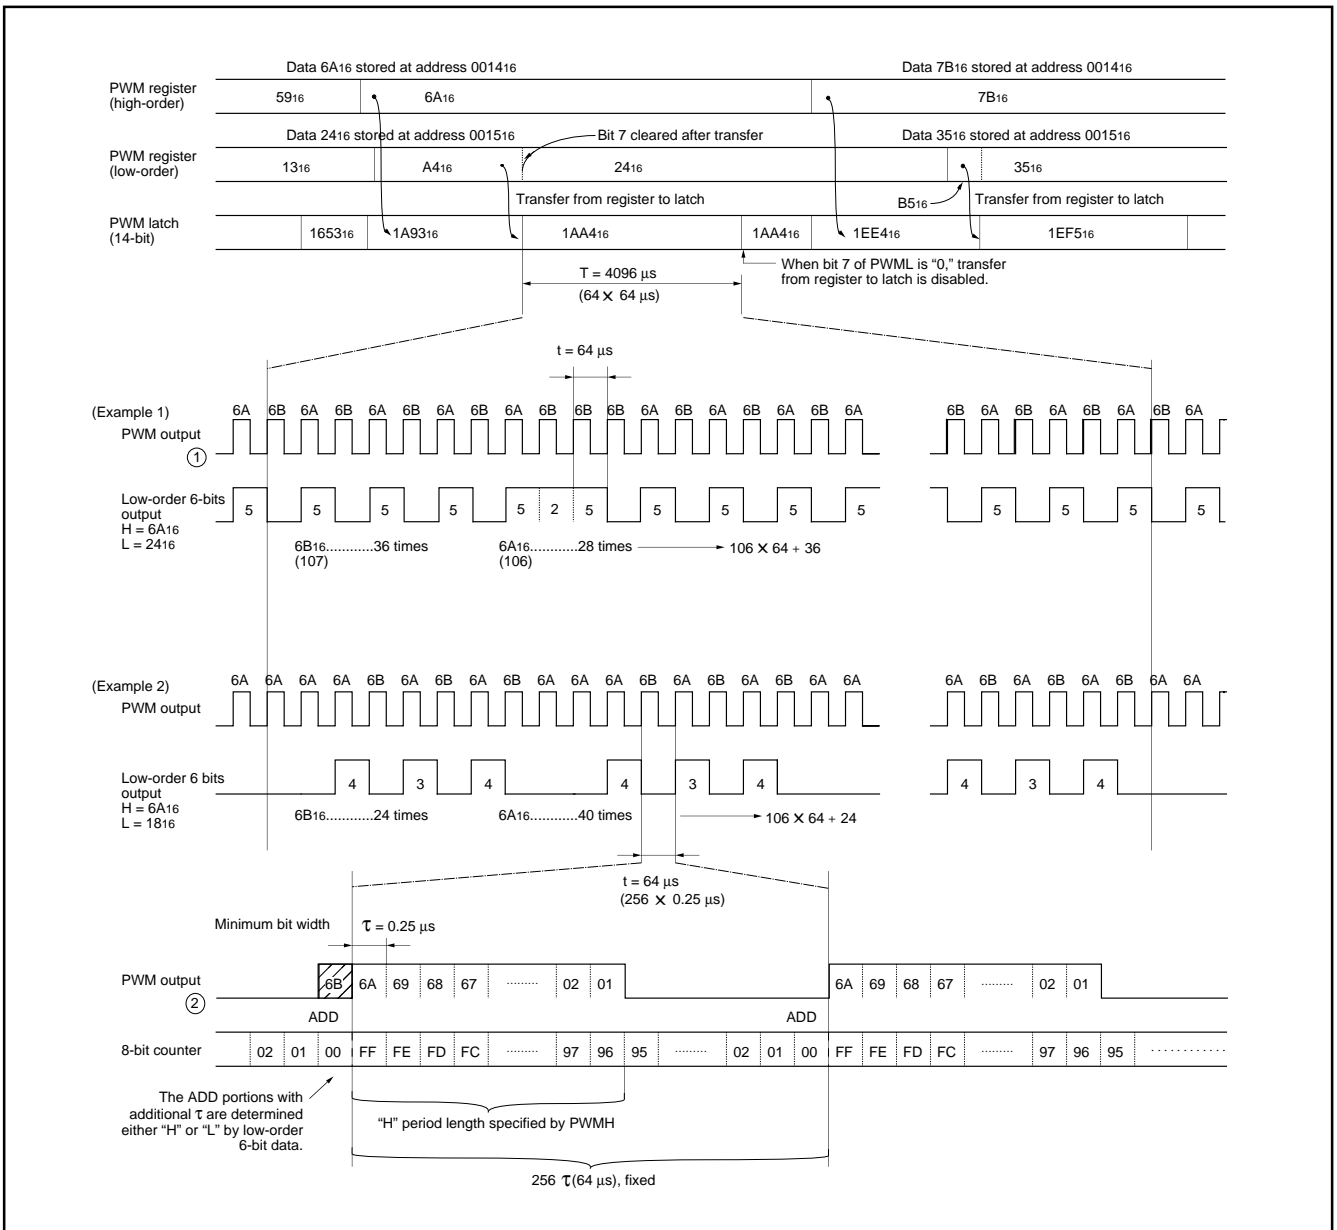 Data 6A16 stored at address 001416 Data 7B16 stored at address 001416
PWM register
(high-order)
5916 6A16 7B16
Data 2416 stored at address 001516 Bit 7 cleared after transfer Data 3516 stored at address 001516
PWM register
(low-order)
1316 A416 2416 3516
Transfer from register to latch B516 Transfer from register to latch
PWM latch
(14-bit)
165316 1A9316 1AA416 1AA416 1EE416 1EF516
When bit 7 of PWML is “0,” transfer
from register to latch is disabled.
T = 4096 µs
(64 × 64 µs)
t = 64 µs
(Example 1)
6A 6B 6A 6B 6A 6B 6A 6B 6A 6B 6B 6B 6A 6B 6A 6B 6A 6B 6A 6B 6A 6B 6A 6B 6A
PWM output
1
Low-order 6-bits
output
H = 6A16
L = 2416
5 5 5 5 5 2 5 5 5 5 5 5 5 5 5
6B16............36 times 6A16............28 times 106 × 64 + 36
(107) (106)
(Example 2)
6A 6A 6A 6A 6B 6A 6B 6A 6B 6A 6A 6A 6B 6A 6B 6A 6B 6A 6A 6A 6B 6A 6B 6A 6B 6A 6A
PWM output
Low-order 6 bits
output
H = 6A16
L = 1816
4 3 4 4 3 4 4 3 4
6B16............24 times 6A16............40 times 106 × 64 + 24
t = 64 µs
(256 × 0.25 µs)
Minimum bit width τ = 0.25 µs
PWM output
2
6B 6A 69 68 67 ......... 02 01 6A 69 68 67 ......... 02 01
ADD ADD
8-bit counter
02 01 00 FF FE FD FC ......... 97 96 95 ......... 02 01 00 FF FE FD FC ......... 97 96 95 ............
The ADD portions with
additional τ are determined
either “H” or “L” by low-order
6-bit data.
“H” period length specified by PWMH
256 τ(64 µs), fixed